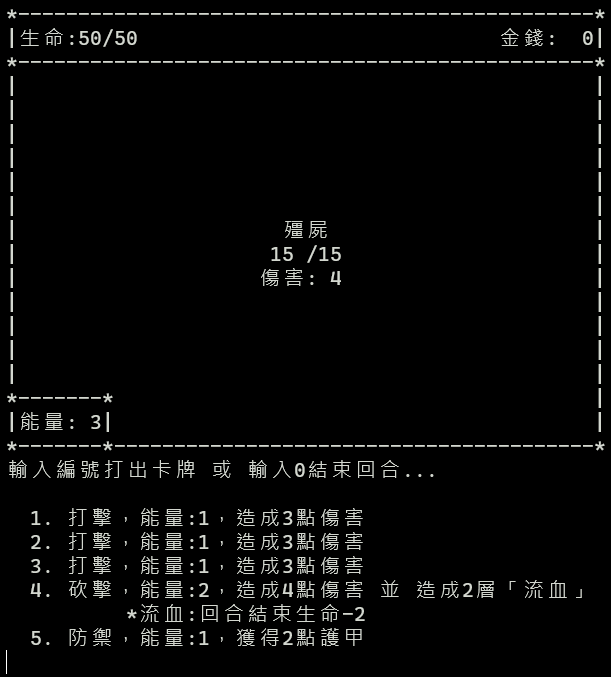 生命:50/50 金錢: 0
殭屍
15 /15
傷害: 4
能量: 3
輸入編號打出卡牌 或 輸入0結束回合...
1. 打擊，能量:1，造成3點傷害
2. 打擊，能量:1，造成3點傷害
3. 打擊，能量:1，造成3點傷害
4. 砍擊，能量:2，造成4點傷害 並 造成2層「流血」
*流血:回合結束生命-2
5. 防禦，能量:1，獲得2點護甲